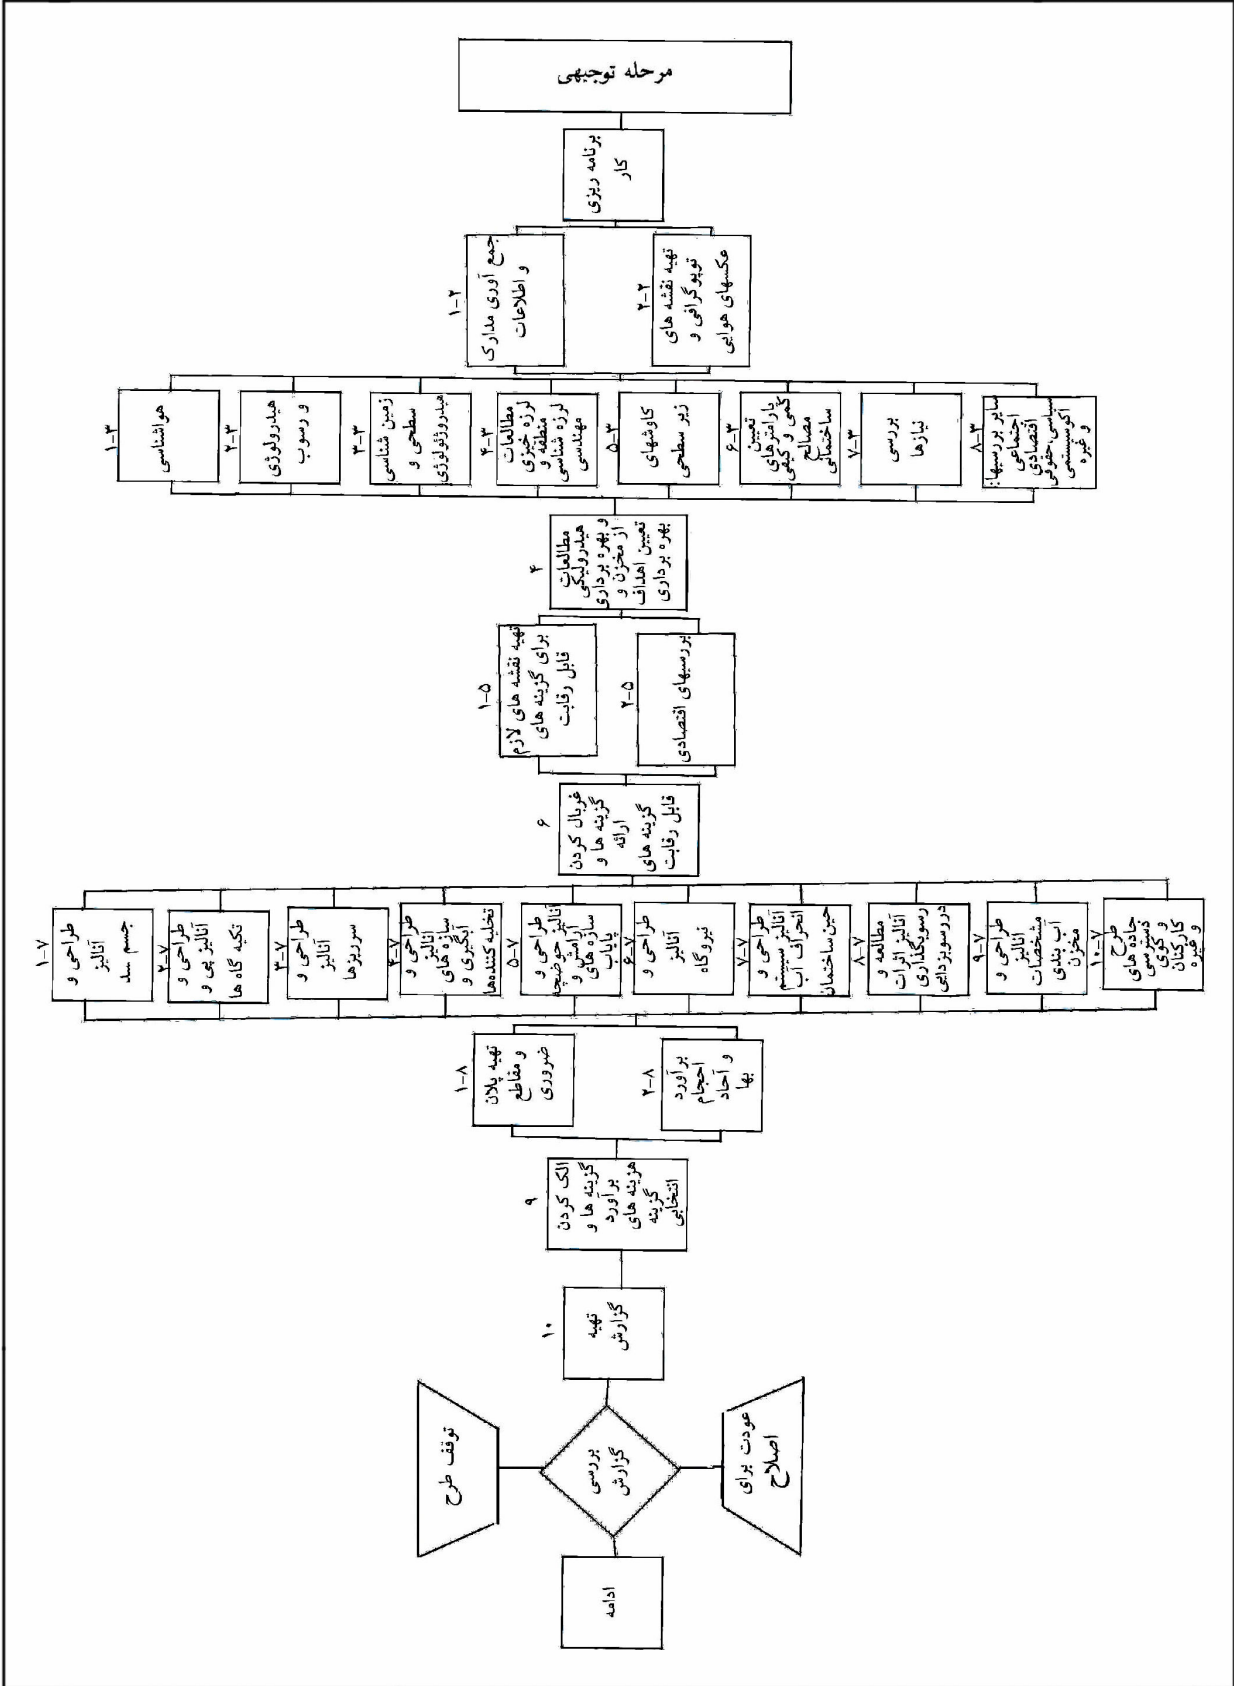 مرحله توجیهی
برنامه ریزی
کار
۱-۲
جمع آوری مدارک
و اطلاعات
۲-۲
تهیه نقشه های
توپوگرافی و
عکسهای هوایی
۱-۳
هواشناسی
۲-۳
هیدرولوژی
و رسوب
۳-۳
زمین شناسی
سطحی و
هیدروژئولوژی
۴-۳
مطالعات
لرزه خیزی
منطقه و
لرزه شناسی
مهندسی
۵-۳
کاوشهای
زیر سطحی
۶-۳
تعیین
پارامترهای
کمی و کیفی
مصالح
ساختمانی
۷-۳
بررسی
نیازها
۸-۳
سایر بررسیها:
اجتماعی
اقتصادی
سیاسی، حقوقی
اکوسیستمی
و غیره
۴
مطالعات
هیدرولیکی
و بهره برداری
از مخزن و
تعیین اهداف
بهره برداری
۱-۵
تهیه نقشه های لازم
برای گزینه های
قابل رقابت
۲-۵
بررسیهای اقتصادی
۶
غربال کردن
گزینه ها و
ارائه
گزینه های
قابل رقابت
۱-۷
طراحی و
آنالیز
جسم سد
۲-۷
طراحی و
آنالیز پی و
تکیه گاه ها
۳-۷
طراحی و
آنالیز
سرریزها
۴-۷
طراحی و
آنالیز
سازه های
آبگیری و
تخلیه کننده‌ها
۵-۷
طراحی و
آنالیز حوضچه
آرامش و
سازه های
پایاب
۶-۷
طراحی و
آنالیز
نیروگاه
۷-۷
طراحی و
آنالیز سیستم
انحراف آب
حین ساختمان
۸-۷
مطالعه و
آنالیز اثرات
رسوبگذاری
در رسوبزدایی
۹-۷
طراحی و
آنالیز
مشخصات
آب بندی
مخزن
۱۰-۷
طرح
جاده های
دسترسی
و کوی
کارکنان
و غیره
۱-۸
تهیه پلان
و مقاطع
ضروری
۲-۸
برآورد
احجام
و آحاد
بها
۹
الک کردن
گزینه ها و
برآورد
هزینه های
گزینه
انتخابی
۱۰
تهیه
گزارش
بررسی
گزارش
توقف طرح
عودت برای
اصلاح
ادامه